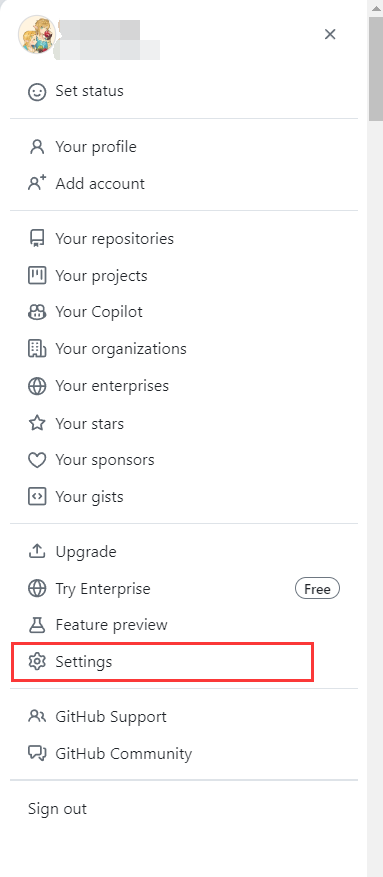 Set status
Your profile
Add account
Your repositories
Your projects
Your Copilot
Your organizations
Your enterprises
Your stars
Your sponsors
Your gists
Upgrade
Try Enterprise Free
Feature preview
Settings
GitHub Support
GitHub Community
Sign out